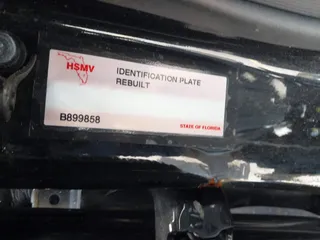 HSMV
IDENTIFICATION PLATE
REBUILT
B899858
STATE OF FLORIDA